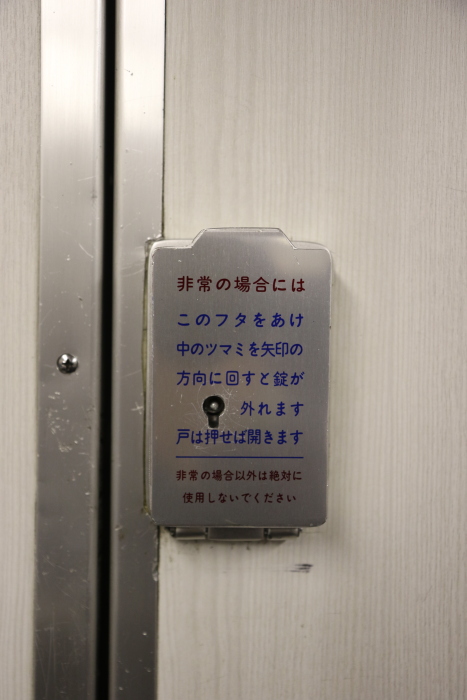 非常の場合には
このフタをあけ
中のツマミを矢印の
方向に回すと錠が
外れます
戸は押せば開きます
非常の場合以外は絶対に
使用しないでください